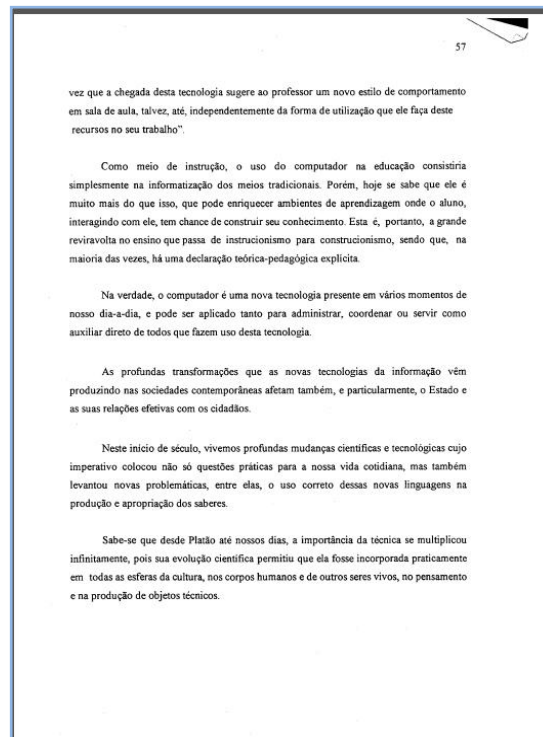 57
vez que a chegada desta tecnologia sugere ao professor um novo estilo de comportamento
em sala de aula, talvez, até, independentemente da forma de utilização que ele faça deste
recursos no seu trabalho".
Como meio de instrução, o uso do computador na educação consistiria
simplesmente na informatização dos meios tradicionais. Porém, hoje se sabe que ele é
muito mais do que isso, que pode enriquecer ambientes de aprendizagem onde o aluno,
interagindo com ele, tem chance de construir seu conhecimento. Esta é, portanto, a grande
reviravolta no ensino que passa de instrucionismo para construcionismo, sendo que, na
maioria das vezes, há uma declaração teórica-pedagógica explícita.
Na verdade, o computador é uma nova tecnologia presente em vários momentos de
nosso dia-a-dia, e pode ser aplicado tanto para administrar, coordenar ou servir como
auxiliar direto de todos que fazem uso desta tecnologia.
As profundas transformações que as novas tecnologias da informação vêm
produzindo nas sociedades contemporâneas afetam também, e particularmente, o Estado e
as suas relações efetivas com os cidadãos.
Neste início de século, vivemos profundas mudanças científicas e tecnológicas cujo
imperativo colocou não só questões práticas para a nossa vida cotidiana, mas também
levantou novas problemáticas, entre elas, o uso correto dessas novas linguagens na
produção e apropriação dos saberes.
Sabe-se que desde Platão até nossos dias, a importância da técnica se multiplicou
infinitamente, pois sua evolução científica permitiu que ela fosse incorporada praticamente
em todas as esferas da cultura, nos corpos humanos e de outros seres vivos, no pensamento
e na produção de objetos técnicos.